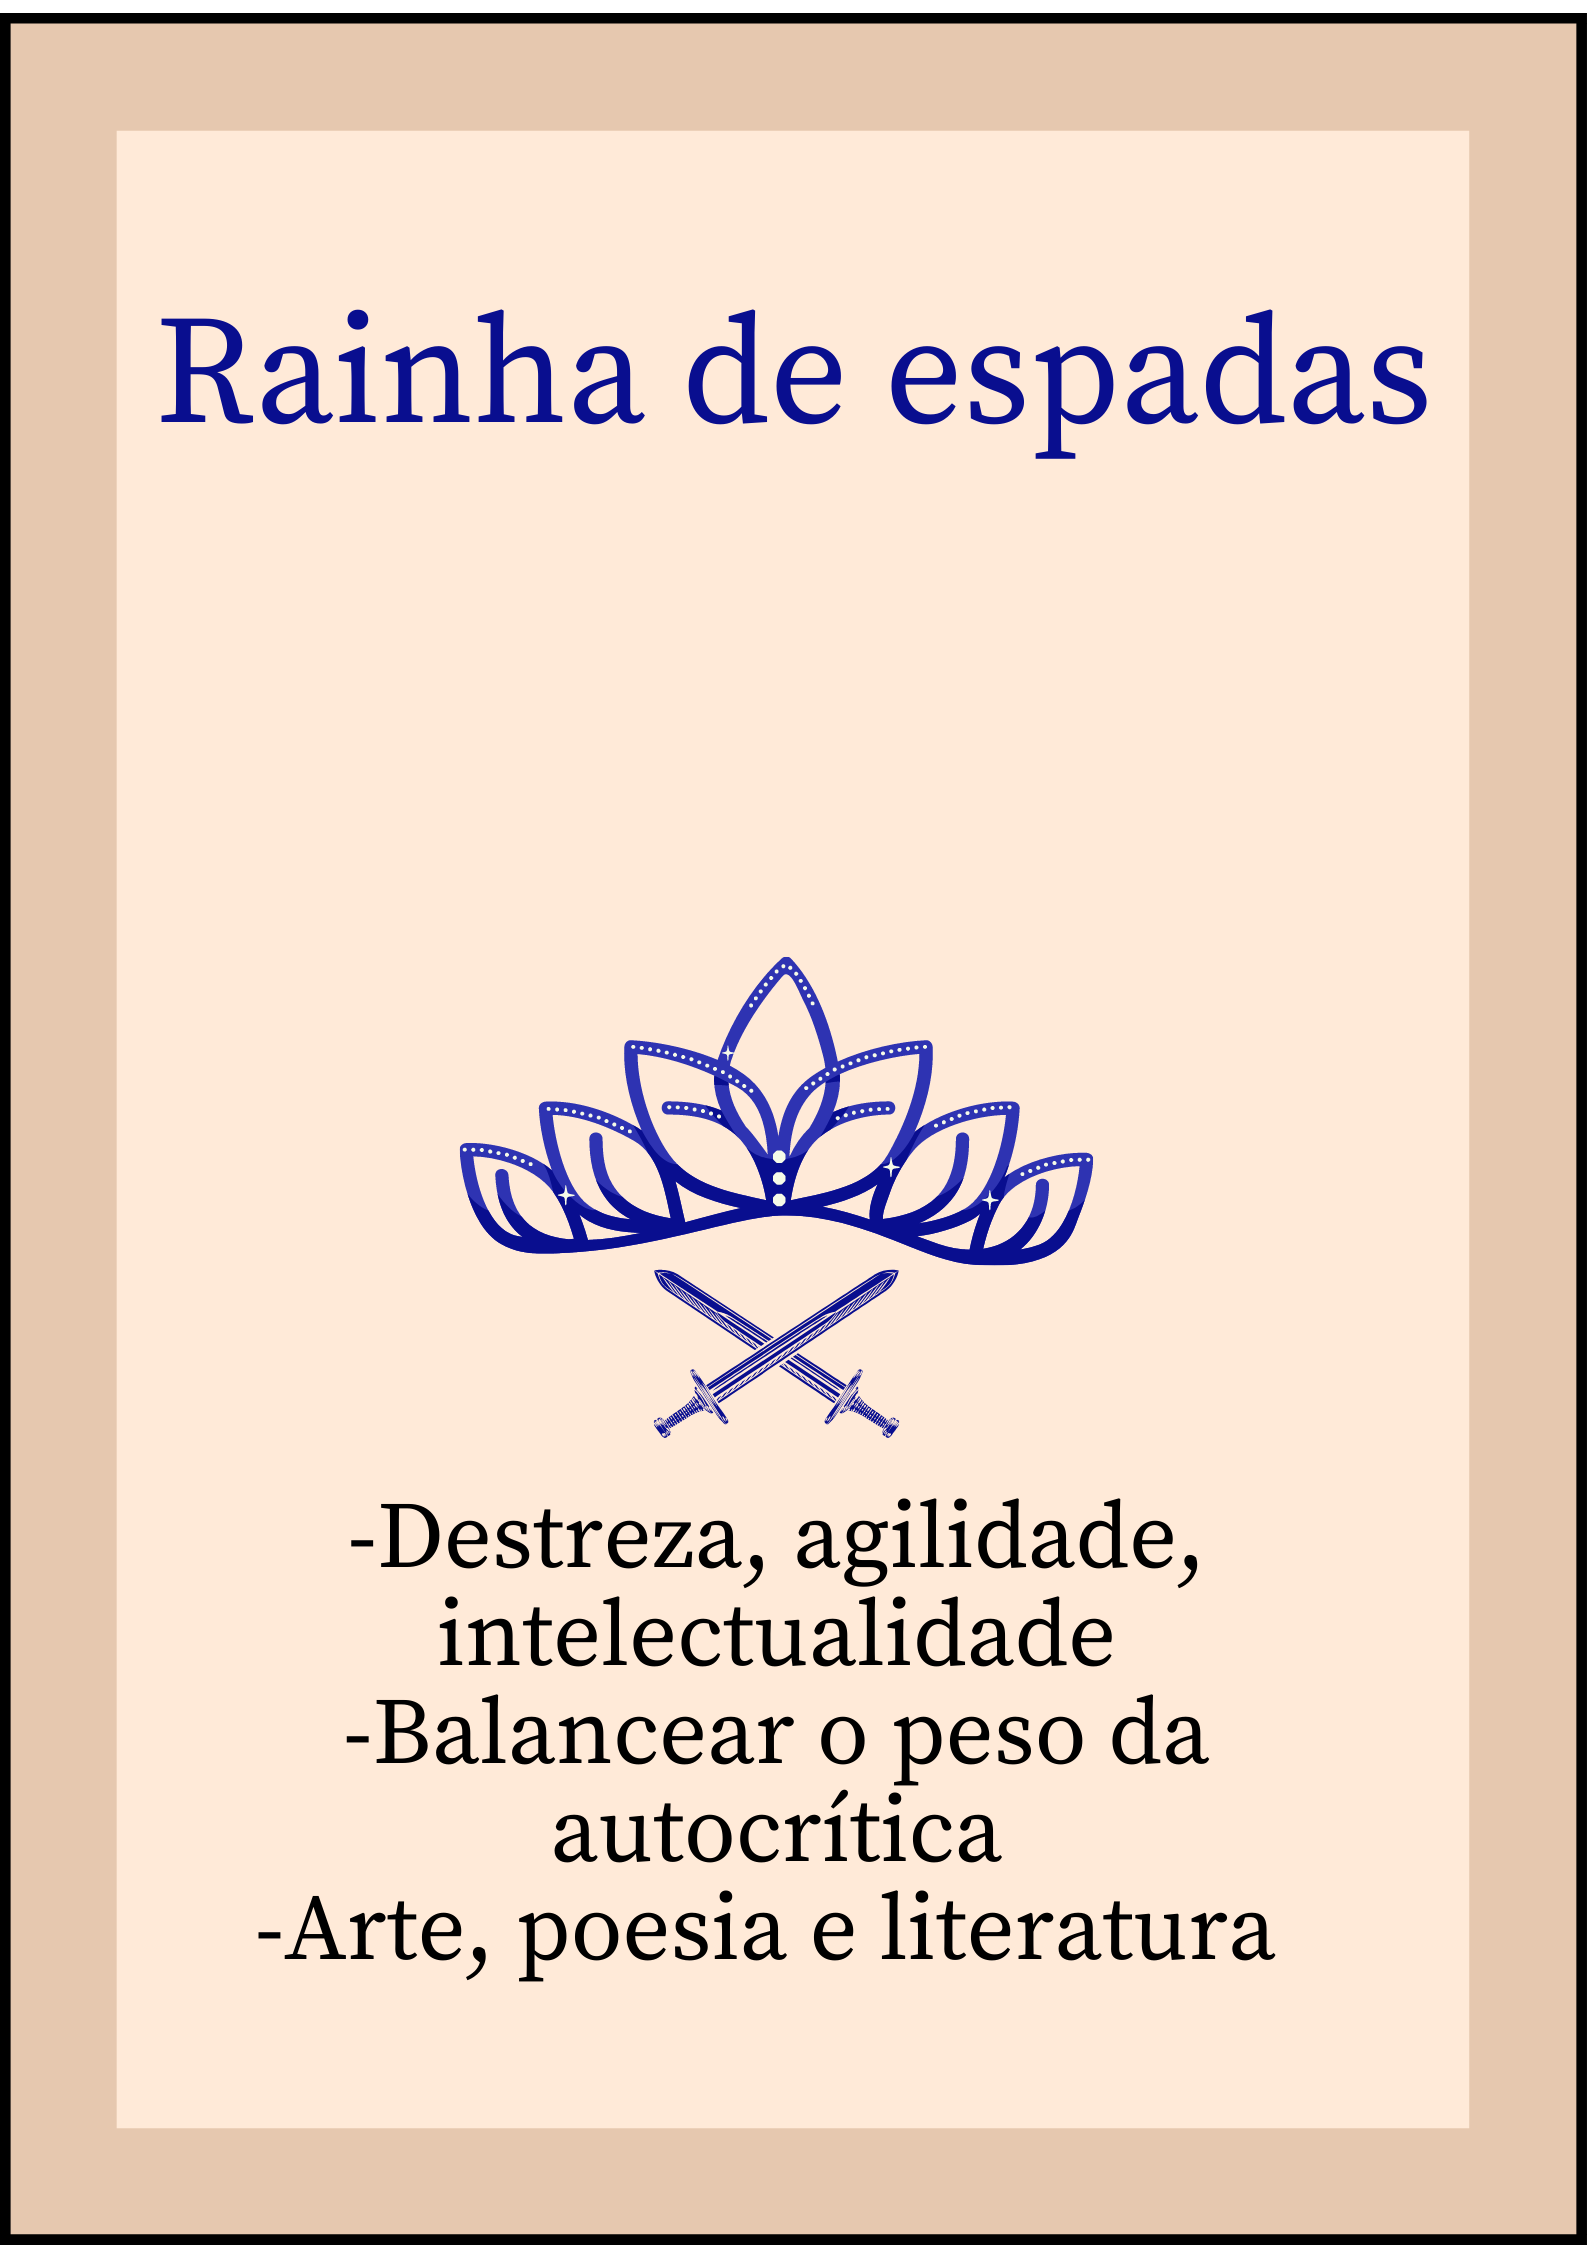 Rainha de espadas
-Destreza, agilidade,
intelectualidade
-Balancear o peso da
autocrítica
-Arte, poesia e literatura